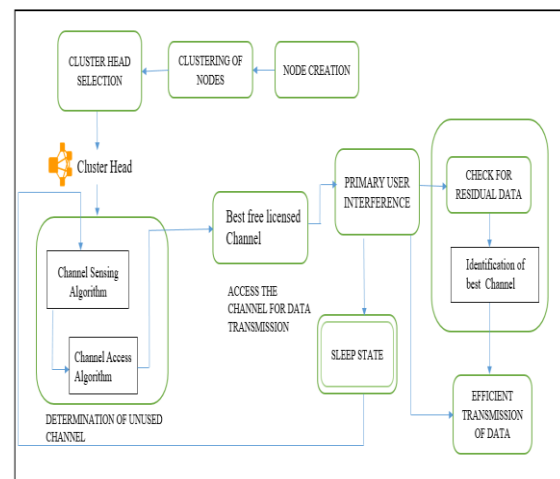 CLUSTER HEAD
SELECTION
CLUSTERING OF
NODES
NODE CREATION
Cluster Head
Channel Sensing
Algorithm
Channel Access
Algorithm
DETERMINATION OF UNUSED
CHANNEL
Best free licensed
Channel
ACCESS THE
CHANNEL FOR DATA
TRANSMISSION
PRIMARY USER
INTERFERENCE
SLEEP STATE
CHECK FOR
RESIDUAL DATA
Identification of
best Channel
EFFICIENT
TRANSMISSION
OF DATA